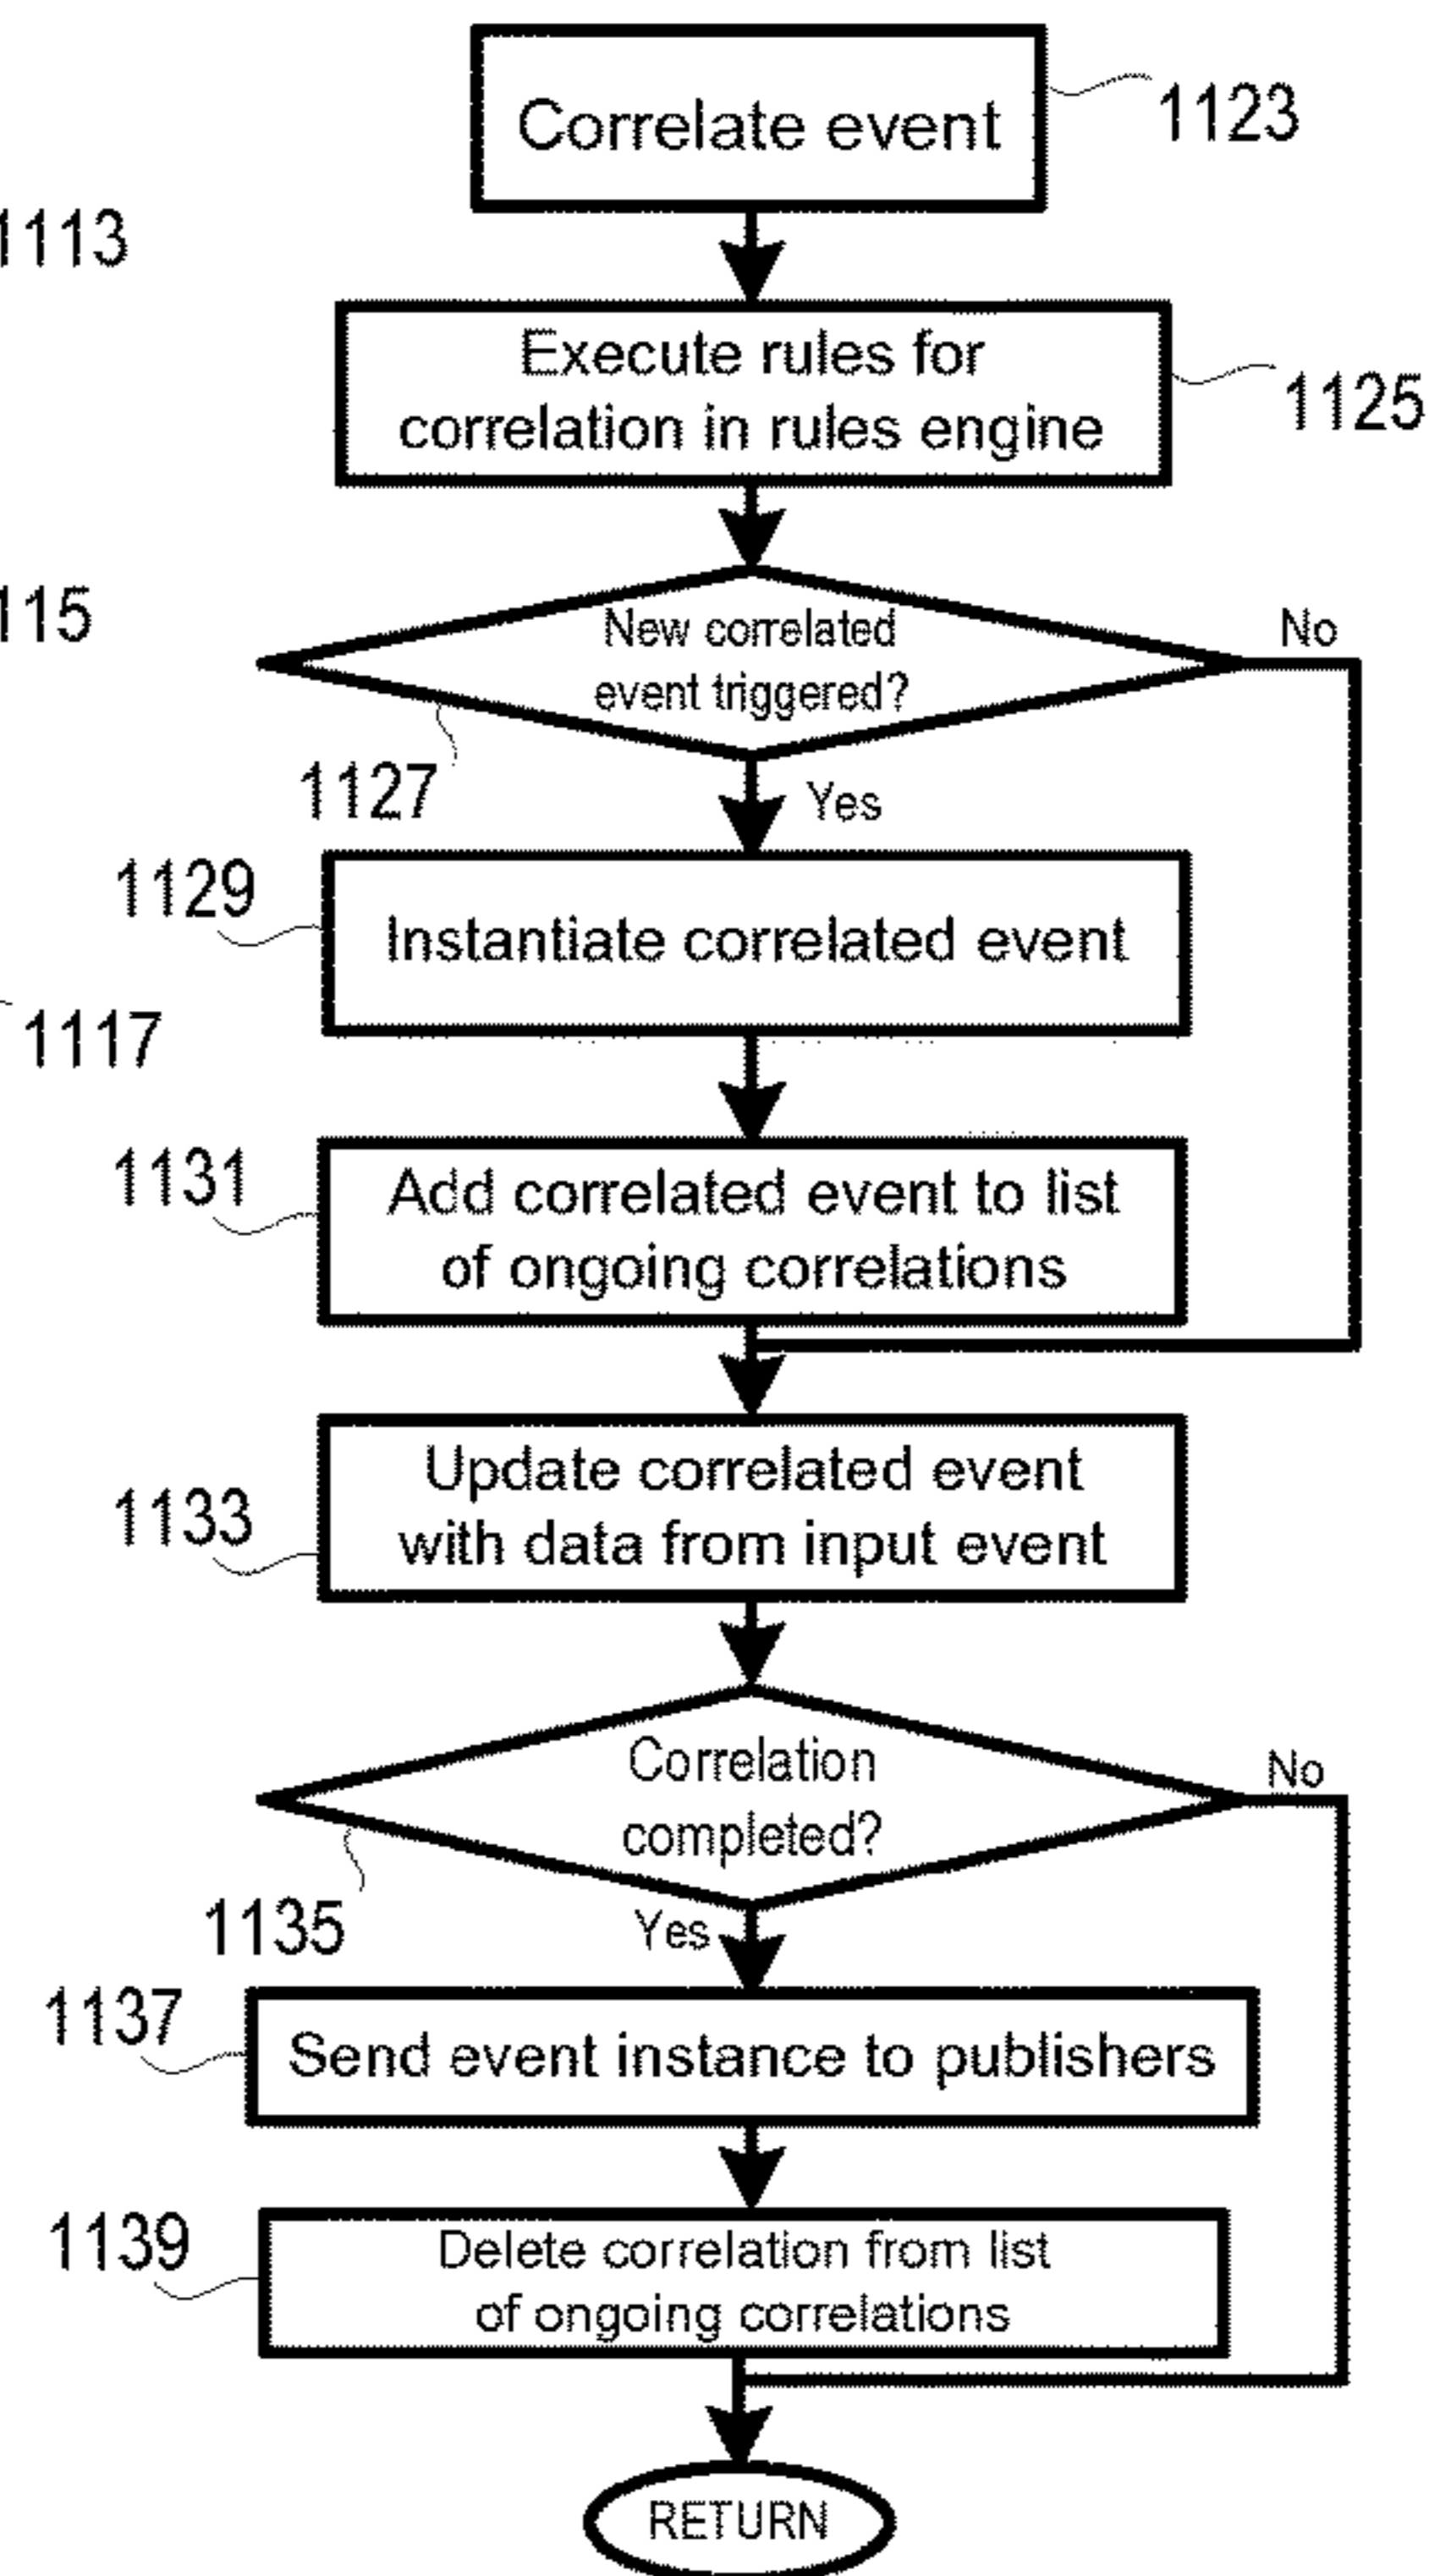 Correlate event
1123
1113
Execute rules for
correlation in rules engine
1125
New correlated
event triggered?
No
115
1127
Yes
1129
Instantiate correlated event
1117
1131
Add correlated event to list
of ongoing correlations
Update correlated event
with data from input event
1133
Correlation
completed?
No
1135
Yes
1137
Send event instance to publishers
1139
Delete correlation from list
of ongoing correlations
RETURN